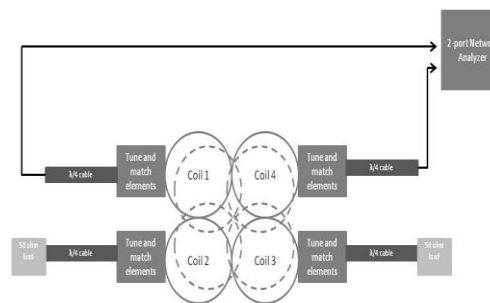 2-port Netwo
Analyzer
λ/4 cable
Tune and
match
elements
Coil 1
Coil 4
Tune and
match
elements
λ/4 cable
50 ohm
load
λ/4 cable
Tune and
match
elements
Coil 2
Coil 3
Tune and
match
elements
λ/4 cable
50 ohm
load